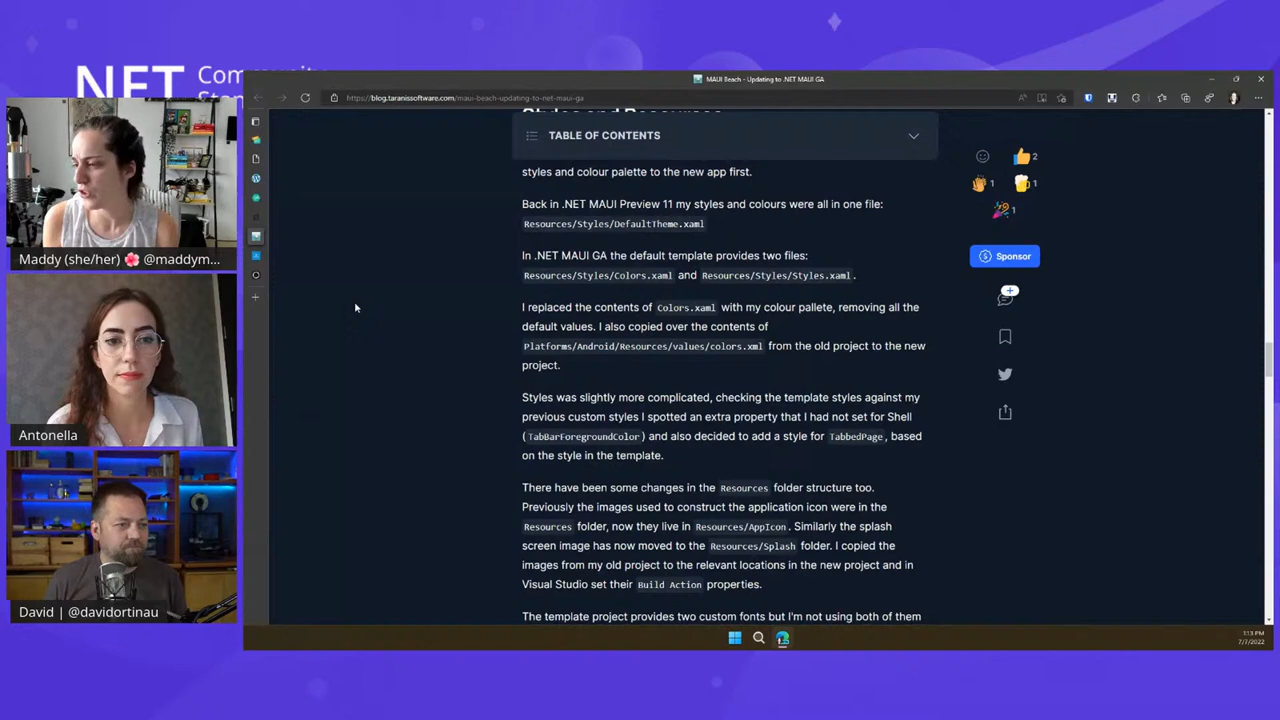 .NET Community
MAUI Beach - Updating to .NET MAUI GA
https://blog.taranissoftware.com/maui-beach-updating-to-net-maui-ga
Styles and Resources
TABLE OF CONTENTS
styles and colour palette to the new app first.
Back in .NET MAUI Preview 11 my styles and colours were all in one file:
Resources/Styles/DefaultTheme.xaml
In .NET MAUI GA the default template provides two files:
Resources/Styles/Colors.xaml and Resources/Styles/Styles.xaml.
I replaced the contents of Colors.xaml with my colour pallete, removing all the
default values. I also copied over the contents of
Platforms/Android/Resources/values/colors.xml from the old project to the new
project.
Styles was slightly more complicated, checking the template styles against my
previous custom styles I spotted an extra property that I had not set for Shell
(TabBarForegroundColor) and also decided to add a style for TabbedPage, based
on the style in the template.
There have been some changes in the Resources folder structure too.
Previously the images used to construct the application icon were in the
Resources folder, now they live in Resources/AppIcon. Similarly the splash
screen image has now moved to the Resources/Splash folder. I copied the
images from my old project to the relevant locations in the new project and in
Visual Studio set their Build Action properties.
The template project provides two custom fonts but I'm not using both of them
2
1
1
1
Sponsor
Maddy (she/her) 🌸 @maddym...
Antonella
David | @davidortinau
1:13 PM
7/7/2022